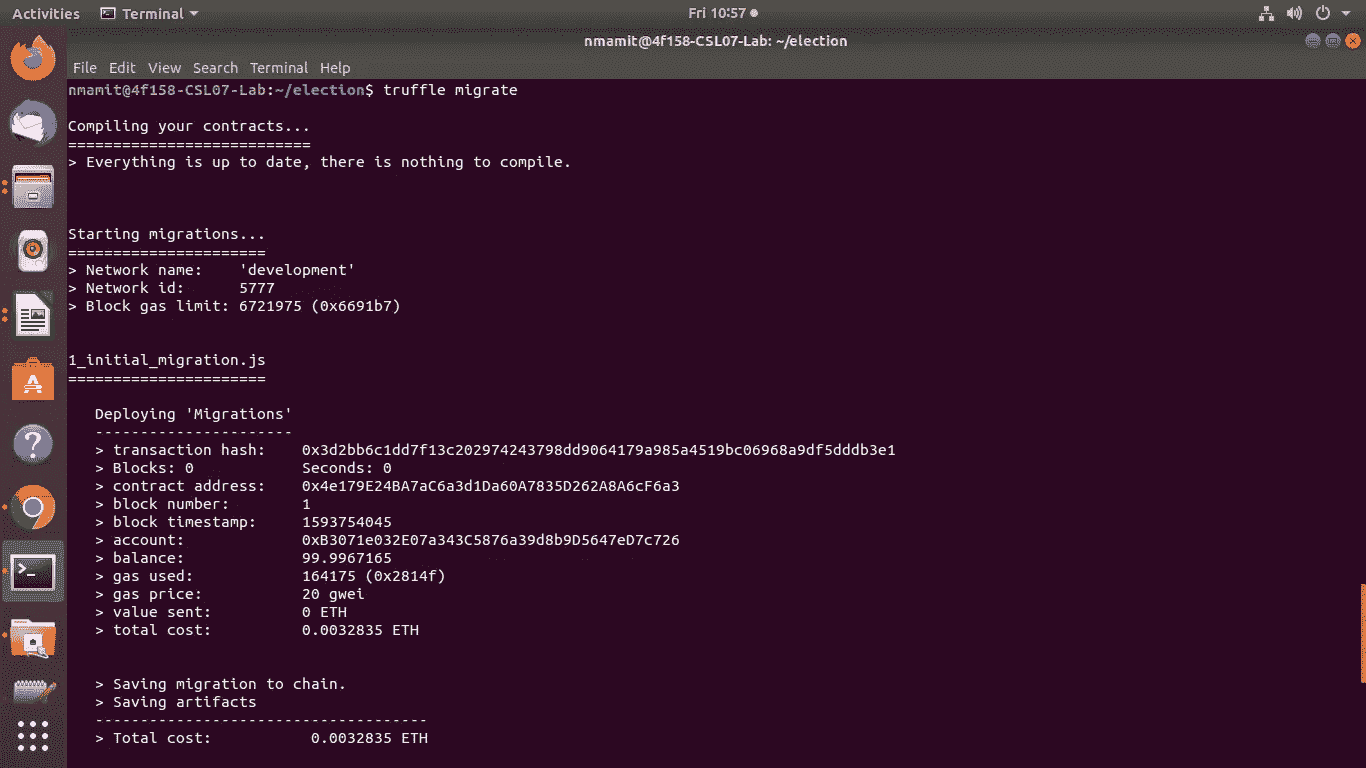 Activities Terminal Fri 10:57
nmamit@4f158-CSL07-Lab: ~/election
File Edit View Search Terminal Help
nmamit@4f158-CSL07-Lab:~/election$ truffle migrate
Compiling your contracts...
===========================
> Everything is up to date, there is nothing to compile.
Starting migrations...
======================
> Network name: 'development'
> Network id: 5777
> Block gas limit: 6721975 (0x6691b7)
1_initial_migration.js
======================
Deploying 'Migrations'
----------------------
> transaction hash: 0x3d2bb6c1dd7f13c202974243798dd9064179a985a4519bc06968a9df5dddb3e1
> Blocks: 0 Seconds: 0
> contract address: 0x4e179E24BA7aC6a3d1Da60A7835D262A8A6cF6a3
> block number: 1
> block timestamp: 1593754045
> account: 0xB3071e032E07a343C5876a39d8b9D5647eD7c726
> balance: 99.9967165
> gas used: 164175 (0x2814f)
> gas price: 20 gwei
> value sent: 0 ETH
> total cost: 0.0032835 ETH
> Saving migration to chain.
> Saving artifacts
-------------------------------------
> Total cost: 0.0032835 ETH